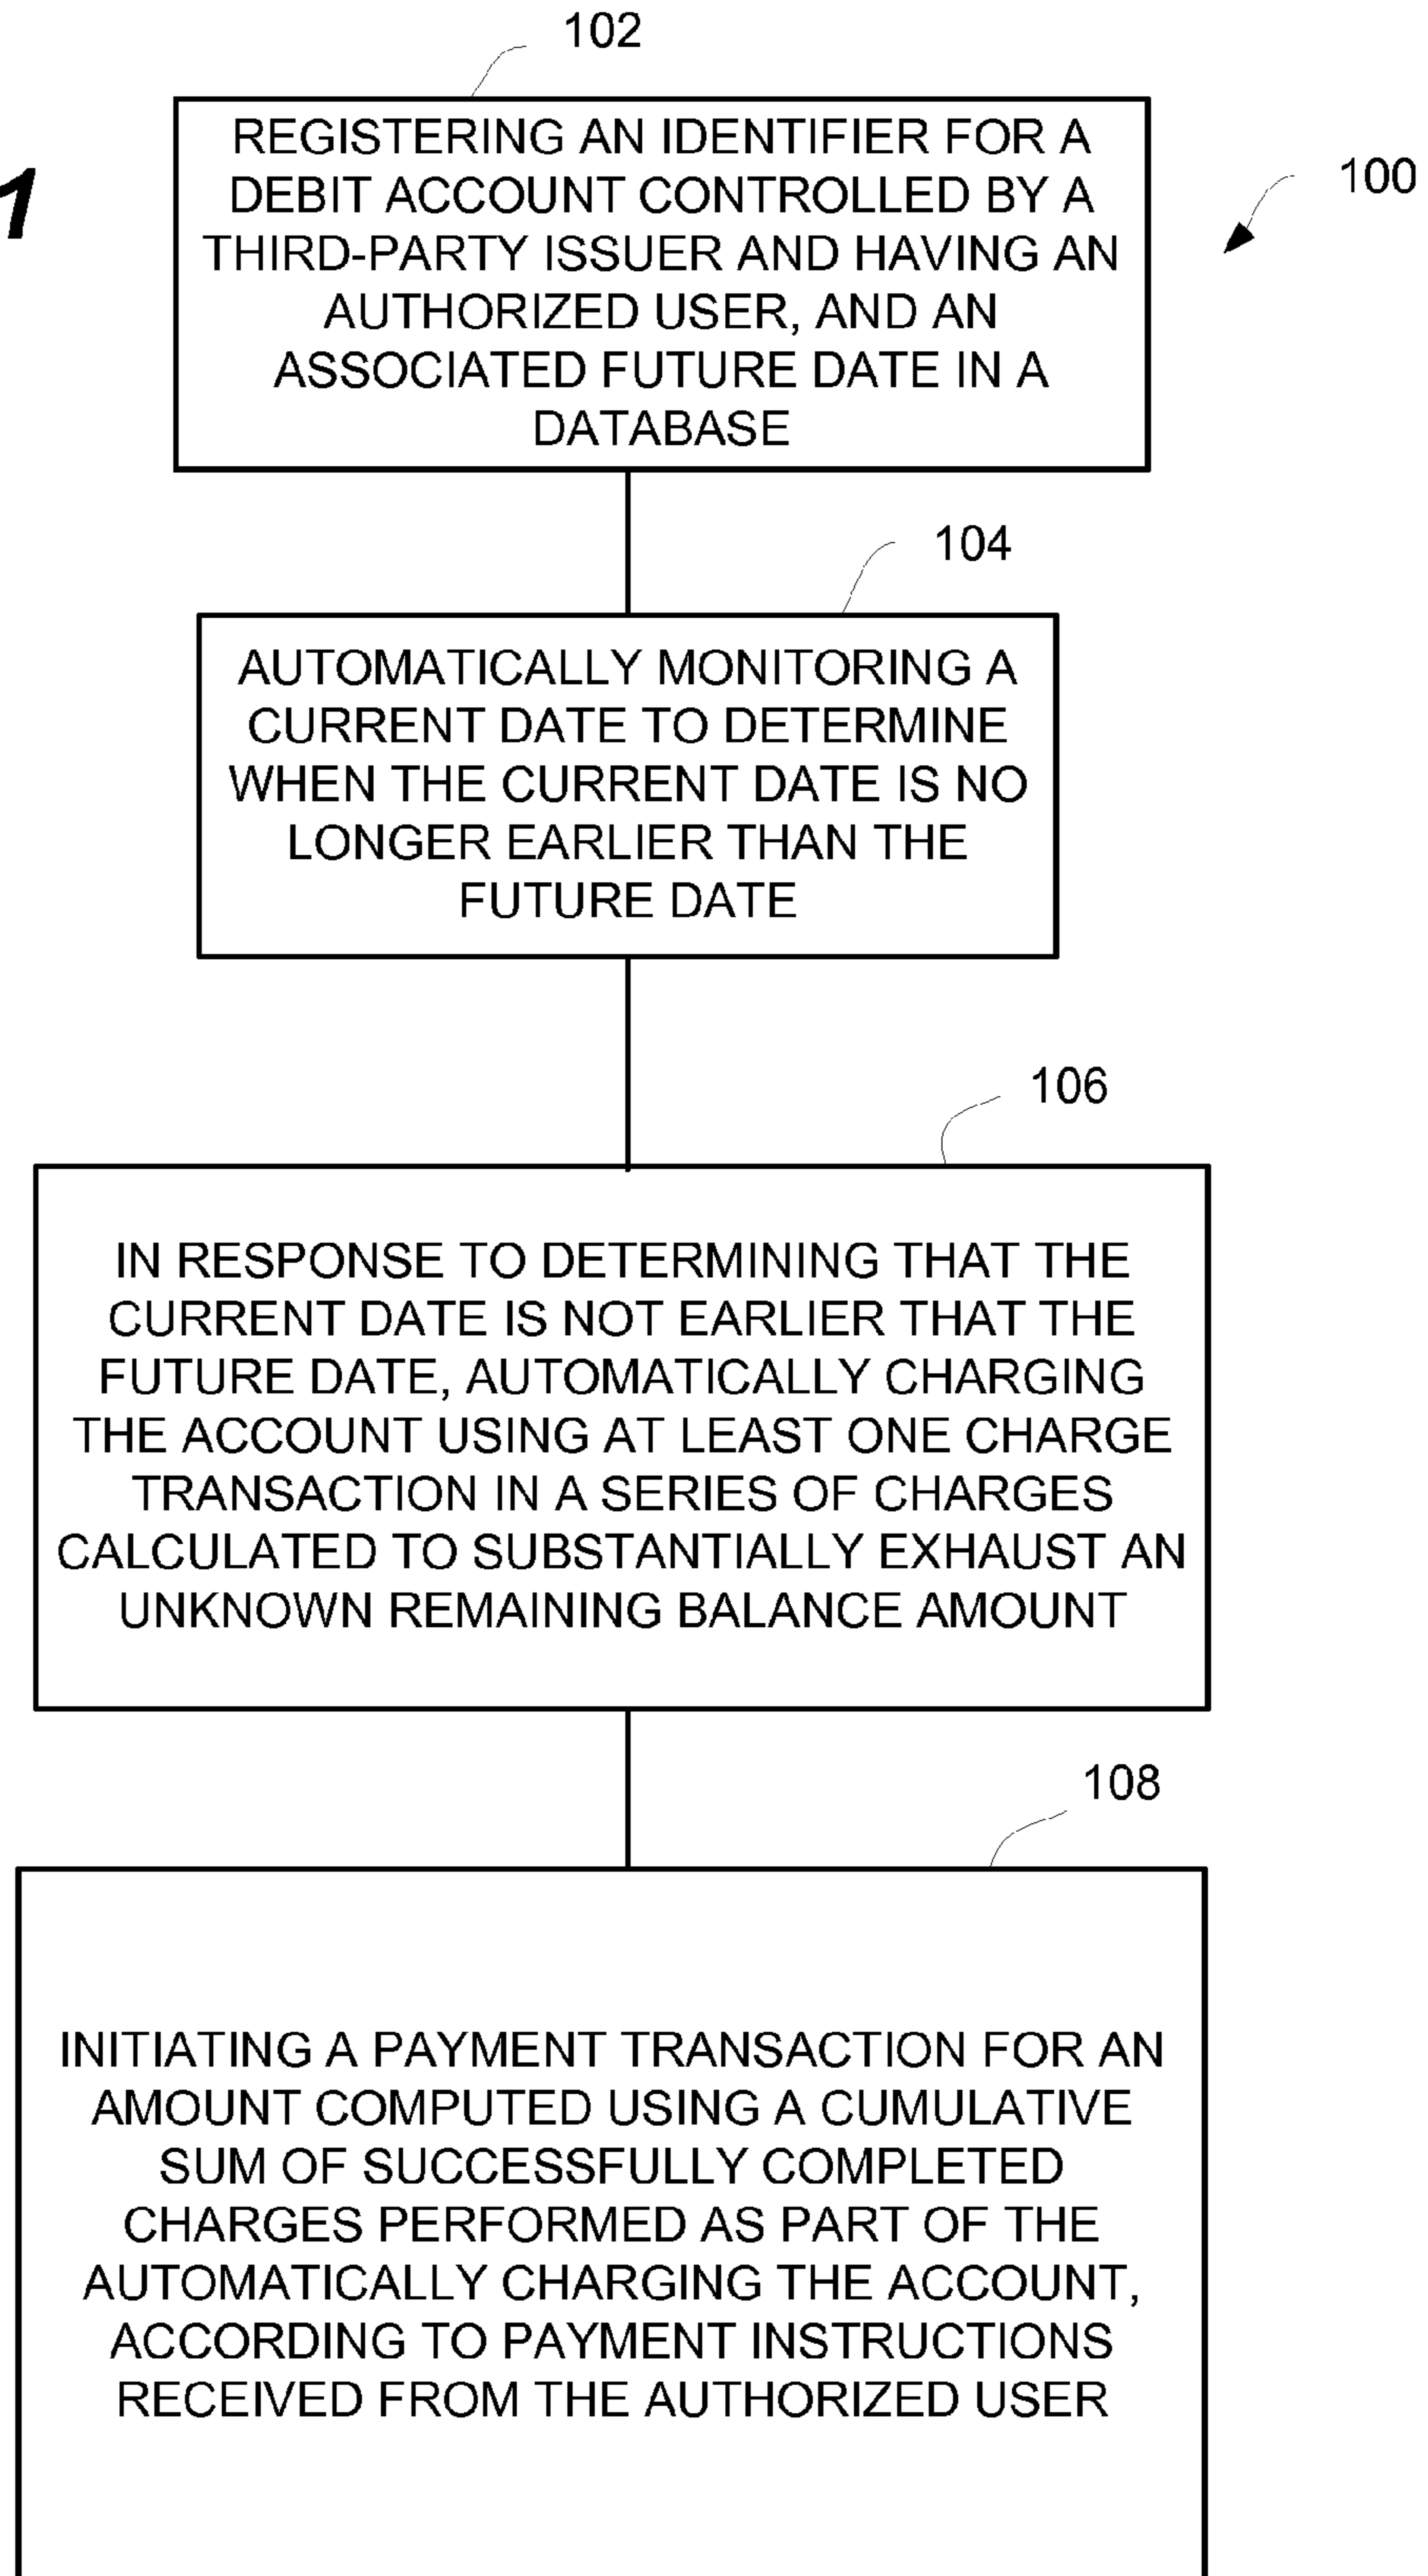 102
1
100
REGISTERING AN IDENTIFIER FOR A
DEBIT ACCOUNT CONTROLLED BY A
THIRD-PARTY ISSUER AND HAVING AN
AUTHORIZED USER, AND AN
ASSOCIATED FUTURE DATE IN A
DATABASE
104
AUTOMATICALLY MONITORING A
CURRENT DATE TO DETERMINE
WHEN THE CURRENT DATE IS NO
LONGER EARLIER THAN THE
FUTURE DATE
106
IN RESPONSE TO DETERMINING THAT THE
CURRENT DATE IS NOT EARLIER THAT THE
FUTURE DATE, AUTOMATICALLY CHARGING
THE ACCOUNT USING AT LEAST ONE CHARGE
TRANSACTION IN A SERIES OF CHARGES
CALCULATED TO SUBSTANTIALLY EXHAUST AN
UNKNOWN REMAINING BALANCE AMOUNT
108
INITIATING A PAYMENT TRANSACTION FOR AN
AMOUNT COMPUTED USING A CUMULATIVE
SUM OF SUCCESSFULLY COMPLETED
CHARGES PERFORMED AS PART OF THE
AUTOMATICALLY CHARGING THE ACCOUNT,
ACCORDING TO PAYMENT INSTRUCTIONS
RECEIVED FROM THE AUTHORIZED USER